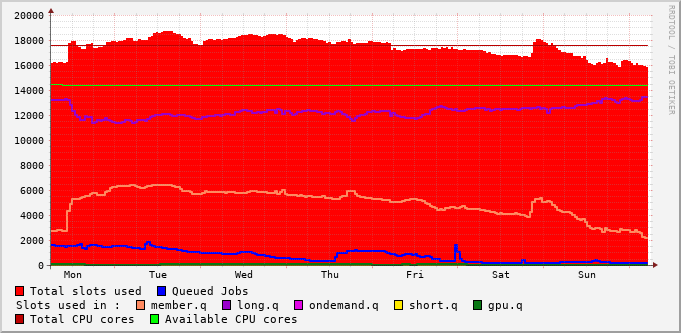 20000
18000
16000
14000
12000
10000
8000
6000
4000
2000
0
Mon Tue Wed Thu Fri Sat Sun
RRDTOOL / TOBI OETIKER
Total slots used Queued Jobs
Slots used in : member.q long.q ondemand.q short.q gpu.q
Total CPU cores Available CPU cores